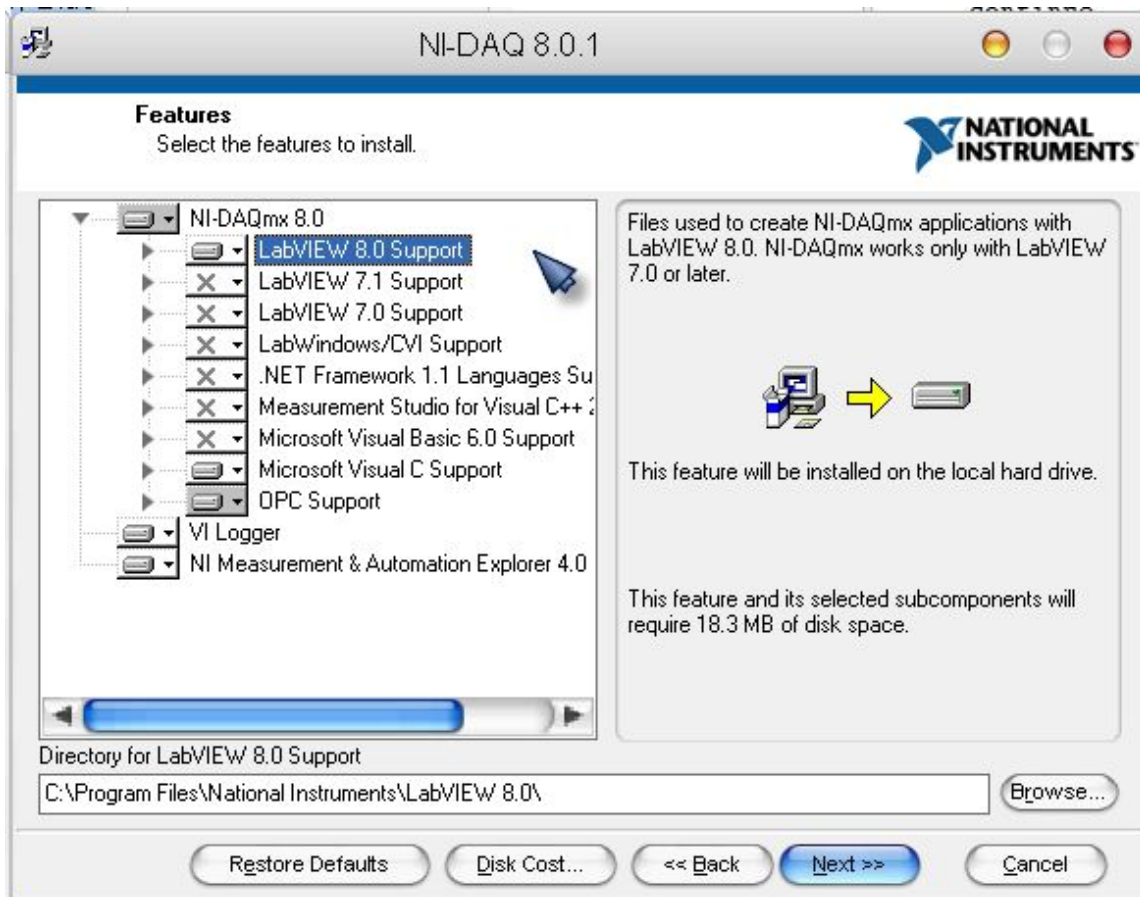 NI-DAQ 8.0.1
Features
Select the features to install.
NATIONAL
INSTRUMENTS
NI-DAQmx 8.0
LabVIEW 8.0 Support
LabVIEW 7.1 Support
LabVIEW 7.0 Support
LabWindows/CVI Support
.NET Framework 1.1 Languages Su
Measurement Studio for Visual C++
Microsoft Visual Basic 6.0 Support
Microsoft Visual C Support
OPC Support
VI Logger
NI Measurement & Automation Explorer 4.0
Files used to create NI-DAQmx applications with
LabVIEW 8.0. NI-DAQmx works only with LabVIEW
7.0 or later.
This feature will be installed on the local hard drive.
This feature and its selected subcomponents will
require 18.3 MB of disk space.
Directory for LabVIEW 8.0 Support
C:\Program Files\National Instruments\LabVIEW 8.0\
Browse...
Restore Defaults
Disk Cost...
<< Back
Next >>
Cancel